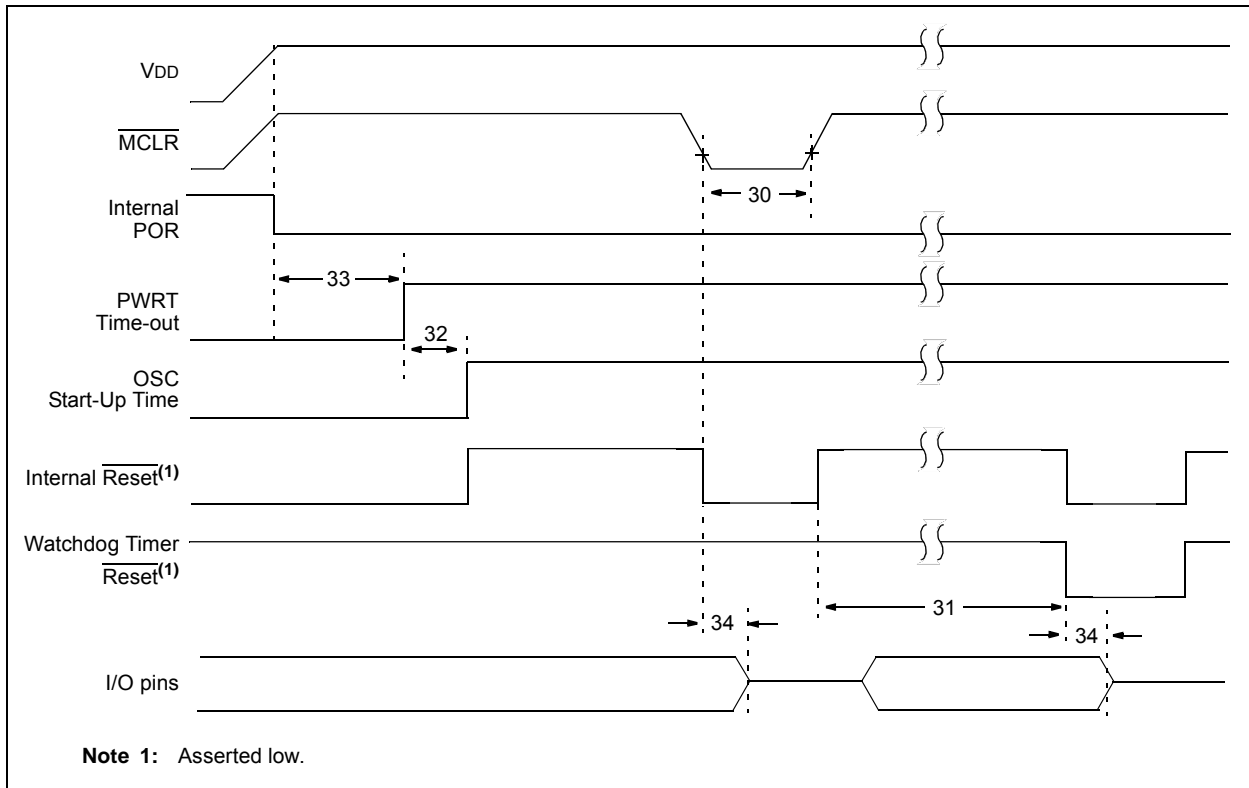 VDD
MCLR
30
Internal
POR
33
PWRT
Time-out
32
OSC
Start-Up Time
Internal Reset(1)
Watchdog Timer
Reset(1)
31
34
34
I/O pins
Note 1: Asserted low.